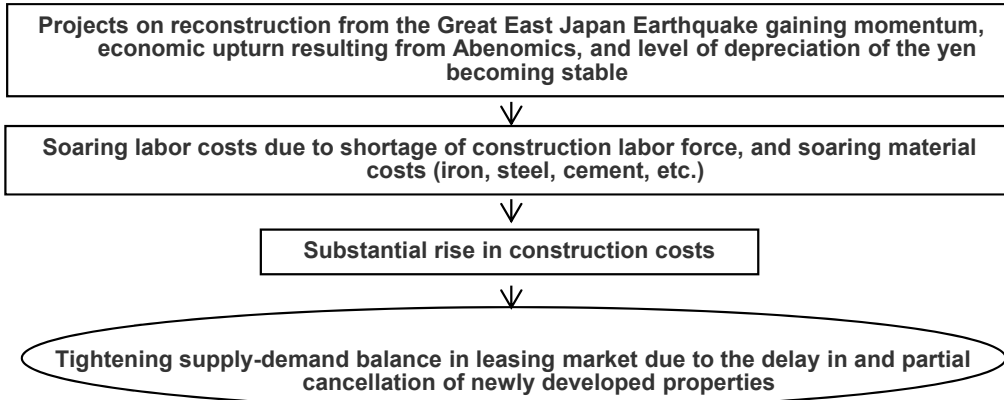 Projects on reconstruction from the Great East Japan Earthquake gaining momentum,
economic upturn resulting from Abenomics, and level of depreciation of the yen
becoming stable
Soaring labor costs due to shortage of construction labor force, and soaring material
costs (iron, steel, cement, etc.)
Substantial rise in construction costs
Tightening supply-demand balance in leasing market due to the delay in and partial
cancellation of newly developed properties